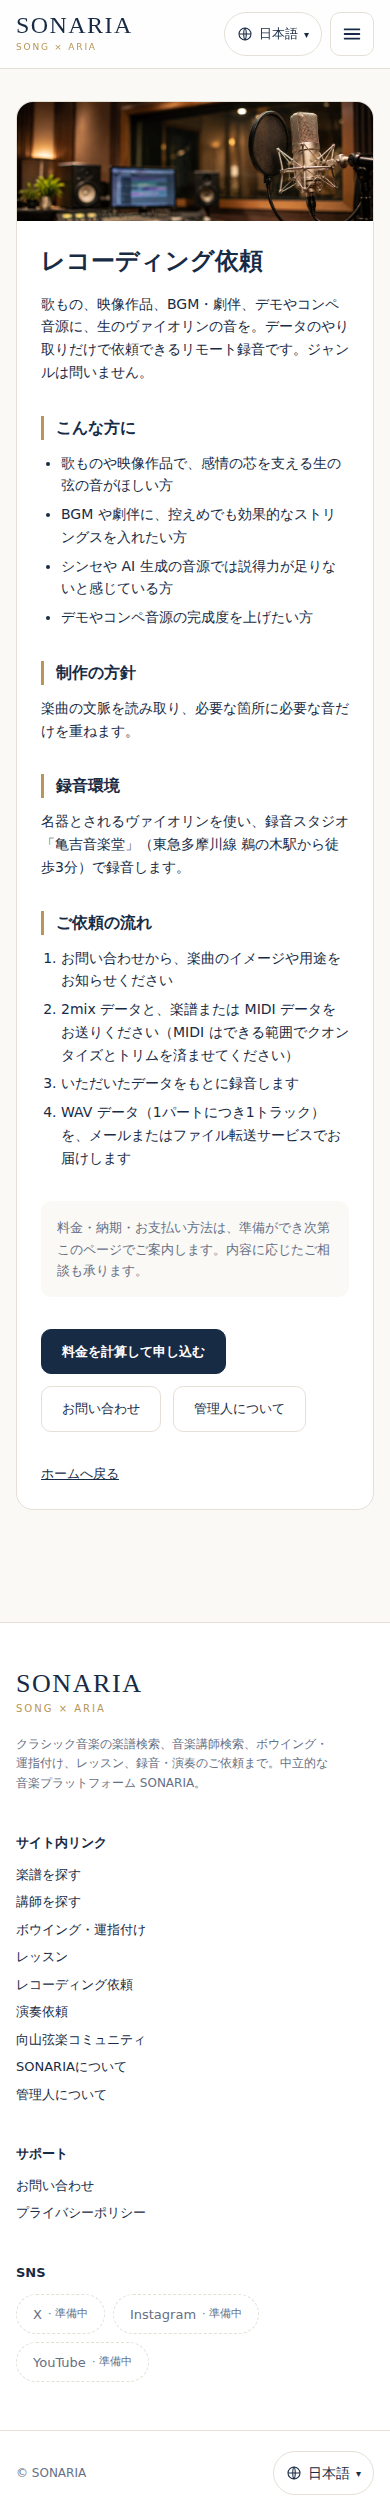 SONARIA
SONG × ARIA
日本語 ▾
レコーディング依頼
歌もの、映像作品、BGM・劇伴、デモやコンペ
音源に、生のヴァイオリンの音を。データのやり
取りだけで依頼できるリモート録音です。ジャン
ルは問いません。
こんな方に
• 歌ものや映像作品で、感情の芯を支える生の
弦の音がほしい方
• BGM や劇伴に、控えめでも効果的なストリ
ングスを入れたい方
• シンセや AI 生成の音源では説得力が足りな
いと感じている方
• デモやコンペ音源の完成度を上げたい方
制作の方針
楽曲の文脈を読み取り、必要な箇所に必要な音だ
けを重ねます。
録音環境
名器とされるヴァイオリンを使い、録音スタジオ
「亀吉音楽堂」（東急多摩川線 鵜の木駅から徒
歩3分）で録音します。
ご依頼の流れ
1. お問い合わせから、楽曲のイメージや用途を
お知らせください
2. 2mix データと、楽譜または MIDI データを
お送りください（MIDI はできる範囲でクオン
タイズとトリムを済ませてください）
3. いただいたデータをもとに録音します
4. WAV データ（1パートにつき1トラック）
を、メールまたはファイル転送サービスでお
届けします
料金・納期・お支払い方法は、準備ができ次第
このページでご案内します。内容に応じたご相
談も承ります。
料金を計算して申し込む
お問い合わせ
管理人について
ホームへ戻る
SONARIA
SONG × ARIA
クラシック音楽の楽譜検索、音楽講師検索、ボウイング・
運指付け、レッスン、録音・演奏のご依頼まで。中立的な
音楽プラットフォーム SONARIA。
サイト内リンク
楽譜を探す
講師を探す
ボウイング・運指付け
レッスン
レコーディング依頼
演奏依頼
向山弦楽コミュニティ
SONARIAについて
管理人について
サポート
お問い合わせ
プライバシーポリシー
SNS
X · 準備中
Instagram · 準備中
YouTube · 準備中
© SONARIA
日本語 ▾